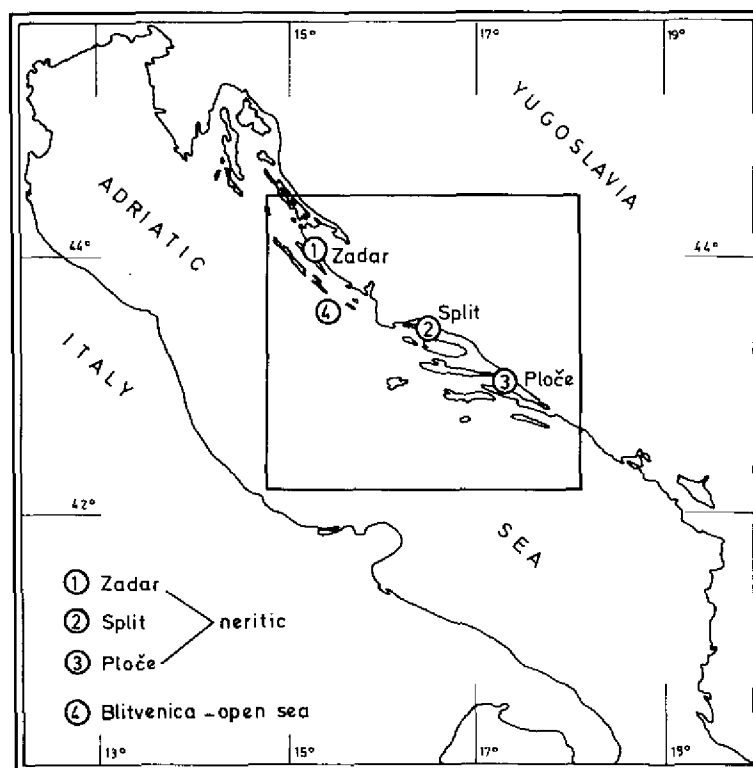 15° 17° 19°
YUGOSLAVIA
ADRIATIC
44° 44°
① Zadar
④
Split
②
③ Ploče
ITALY
42°
SEA
① Zadar
② Split neritic
③ Ploče
④ Blitvenica - open sea
13° 15° 17° 19°